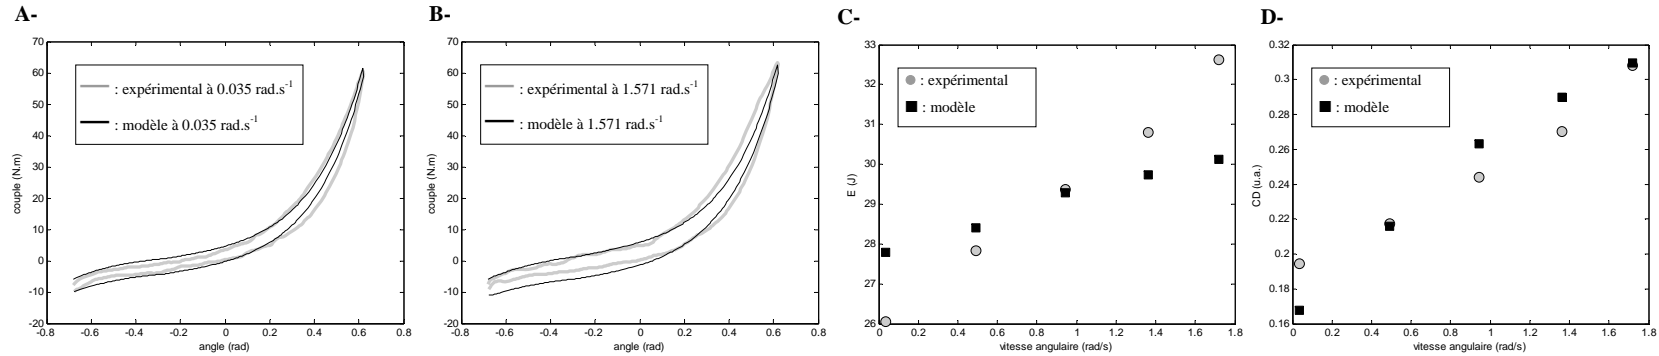 A-
70
60
50
40
30
20
10
0
-10
-20
-0.8 -0.6 -0.4 -0.2 0 0.2 0.4 0.6 0.8
couple (N.m)
angle (rad)
: expérimental à 0.035 rad.s-1
: modèle à 0.035 rad.s-1
B-
70
60
50
40
30
20
10
0
-10
-20
-0.8 -0.6 -0.4 -0.2 0 0.2 0.4 0.6 0.8
couple (N.m)
angle (rad)
: expérimental à 1.571 rad.s-1
: modèle à 1.571 rad.s-1
C-
33
32
31
30
29
28
27
26
0 0.2 0.4 0.6 0.8 1 1.2 1.4 1.6 1.8
E (J)
vitesse angulaire (rad/s)
: expérimental
: modèle
D-
0.32
0.3
0.28
0.26
0.24
0.22
0.2
0.18
0.16
0 0.2 0.4 0.6 0.8 1 1.2 1.4 1.6 1.8
CD (u.a.)
vitesse angulaire (rad/s)
: expérimental
: modèle